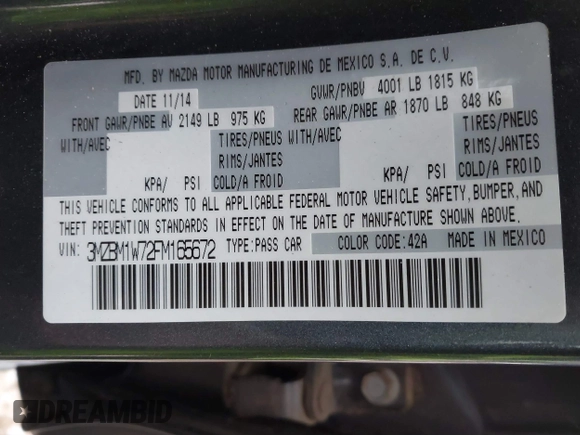 MFD. BY MAZDA MOTOR MANUFACTURING DE MEXICO S.A. DE C.V.
DATE 11/14 GVWR/PNBV 4001 LB 1815 KG
FRONT GAWR/PNBE AV 2149 LB 975 KG REAR GAWR/PNBE AR 1870 LB 848 KG
WITH/AVEC TIRES/PNEUS WITH/AVEC TIRES/PNEUS
RIMS/JANTES RIMS/JANTES
KPA/ PSI COLD/A FROID KPA/ PSI COLD/A FROID
THIS VEHICLE CONFORMS TO ALL APPLICABLE FEDERAL MOTOR VEHICLE SAFETY, BUMPER, AND
THEFT PREVENTION STANDARDS IN EFFECT ON THE DATE OF MANUFACTURE SHOWN ABOVE.
VIN: 3MZBM1W72FM165672 TYPE:PASS CAR COLOR CODE:42A MADE IN MEXICO
DREAMBID